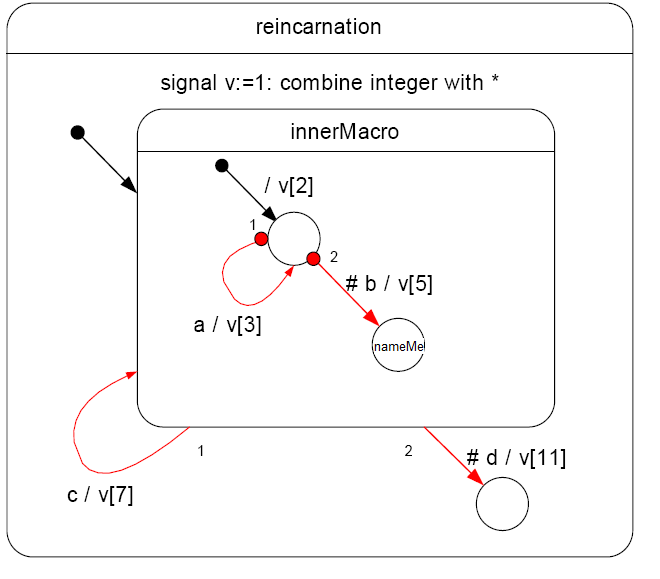 reincarnation
signal v:=1: combine integer with *
innerMacro
/ v[2]
1
2
# b / v[5]
a / v[3]
nameMe
1
2
# d / v[11]
c / v[7]